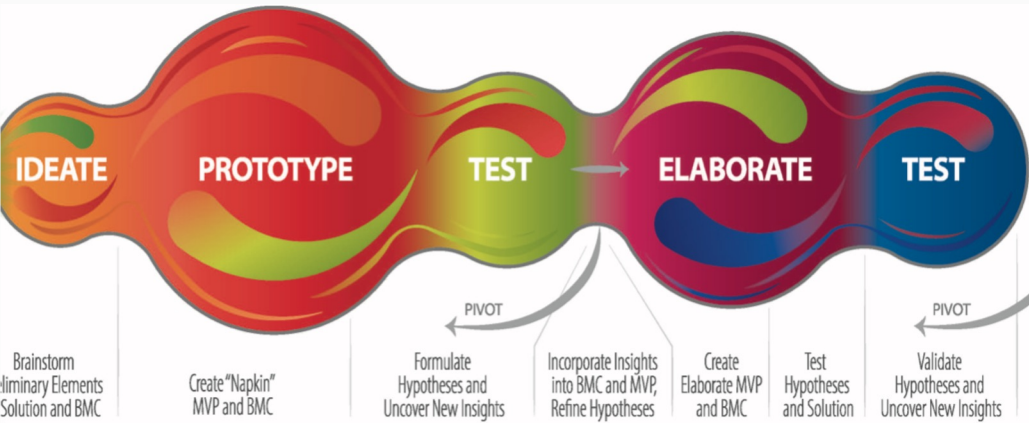 IDEATE
PROTOTYPE
TEST
ELABORATE
TEST
PIVOT
PIVOT
Brainstorm
Elements
Solution and BMC
Create "Napkin"
MVP and BMC
Formulate
Hypotheses and
Uncover New Insights
Incorporate Insights
into BMC and MVP,
Refine Hypotheses
Create
Elaborate MVP
and BMC
Test
Hypotheses
and Solution
Validate
Hypotheses and
Uncover New Insights